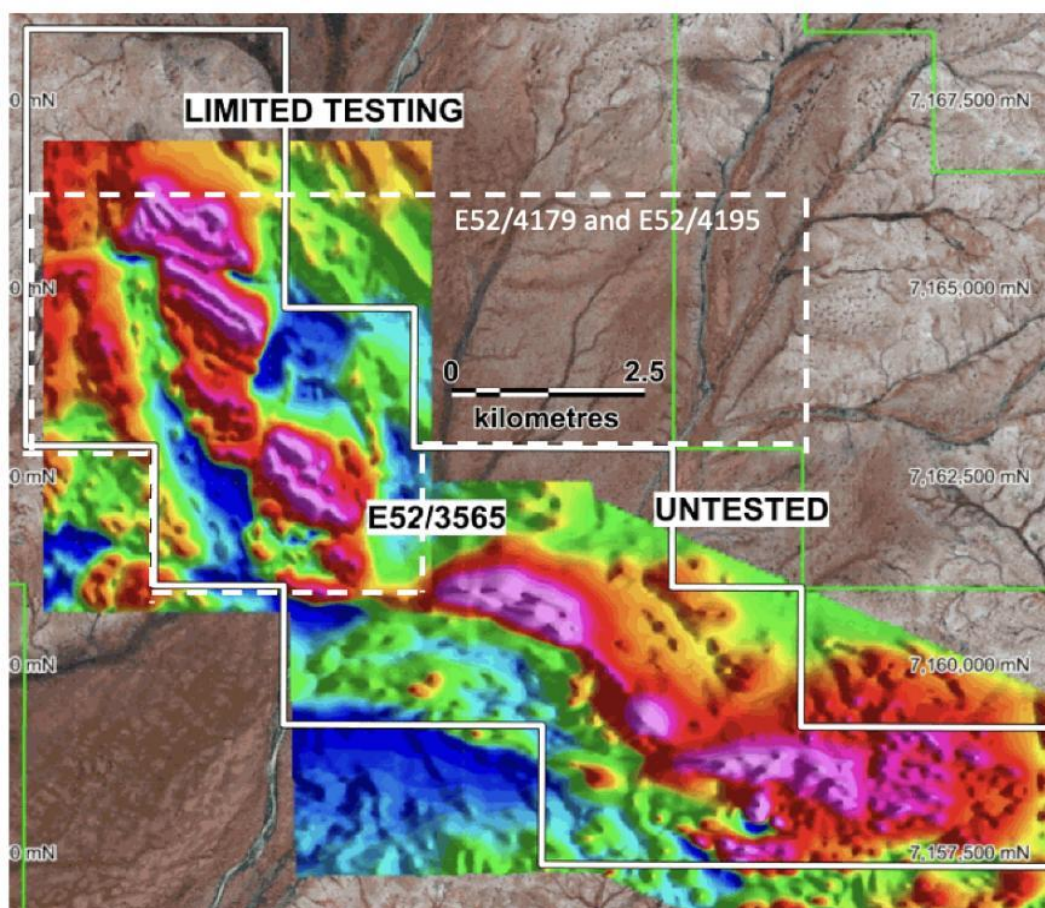 0 mN
7,167,500 mN
LIMITED TESTING
E52/4179 and E52/4195
0 mN
7,165,000 mN
0 2.5
kilometres
0 mN
7,162,500 mN
E52/3565
UNTESTED
0 mN
7,160,000 mN
0 mN
7,157,500 mN